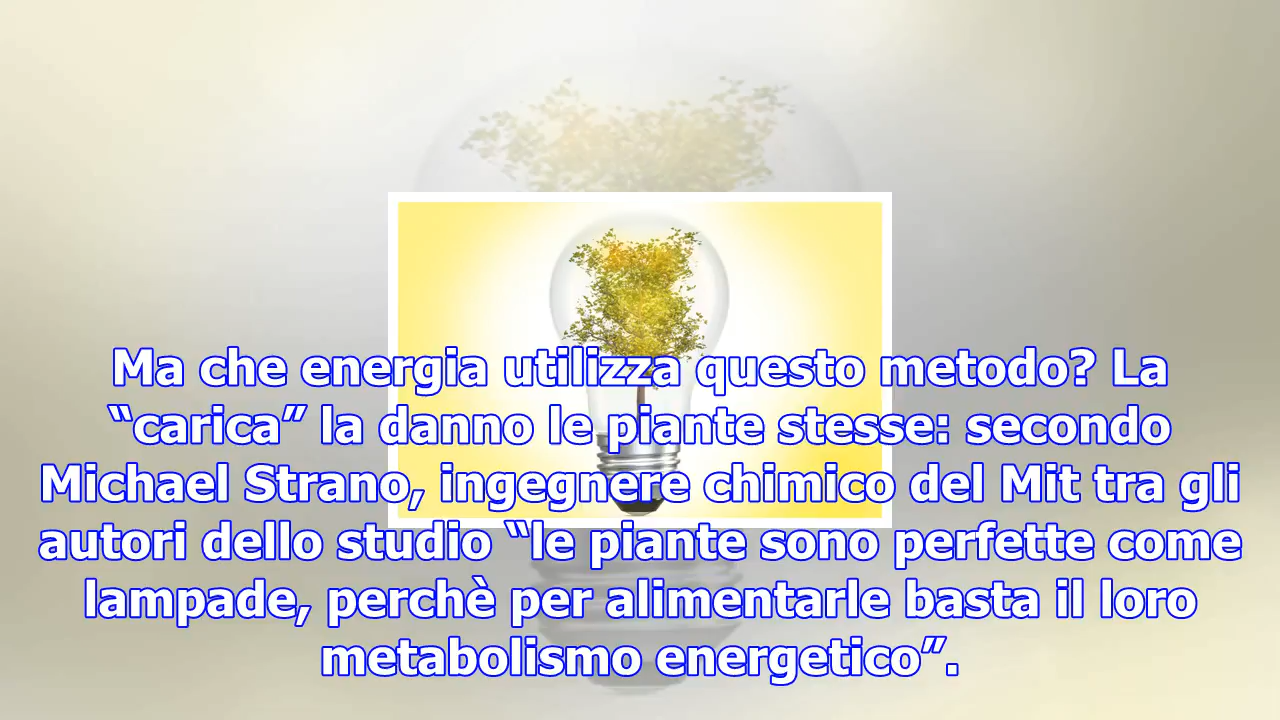 Ma che energia utilizza questo metodo? La
“carica” la danno le piante stesse: secondo
Michael Strano, ingegnere chimico del Mit tra gli
autori dello studio “le piante sono perfette come
lampade, perchè per alimentarle basta il loro
metabolismo energetico”.